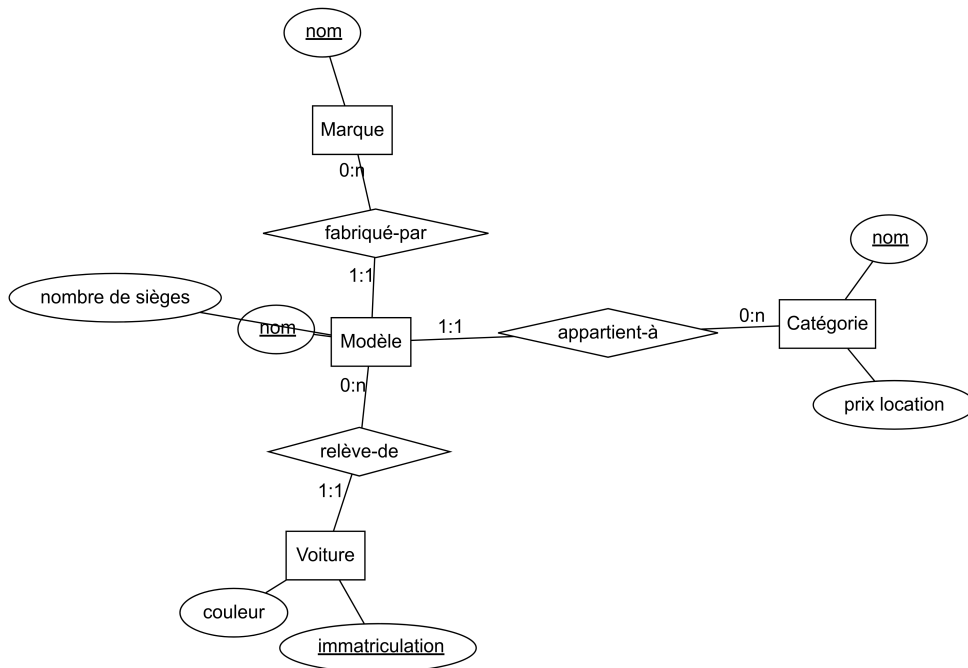 nom
Marque
0:n
fabriqué-par
nom
1:1
nombre de sièges
0:n
nom
1:1
Catégorie
appartient-à
Modèle
0:n
prix location
relève-de
1:1
Voiture
couleur
immatriculation